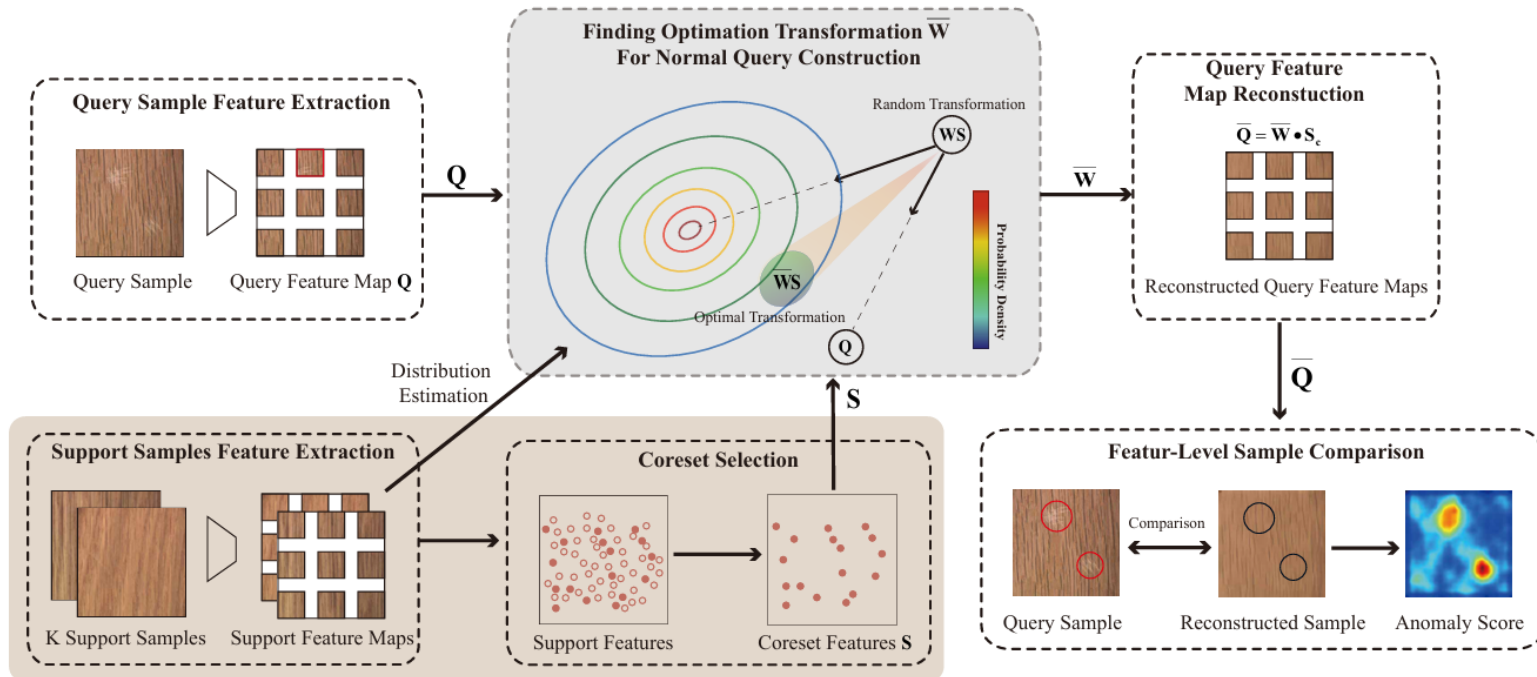 Query Sample Feature Extraction
Query Sample
Query Feature Map Q
Q
Finding Optimation Transformation W̅
For Normal Query Construction
Random Transformation
WS
W̅S
Optimal Transformation
Q
Probability Density
W̅
Query Feature
Map Reconstuction
Q̅ = W̅ • S_c
Reconstructed Query Feature Maps
Q̅
Distribution
Estimation
S
Support Samples Feature Extraction
K Support Samples
Support Feature Maps
Coreset Selection
Support Features
Coreset Features S
Featur-Level Sample Comparison
Comparison
Query Sample
Reconstructed Sample
Anomaly Score